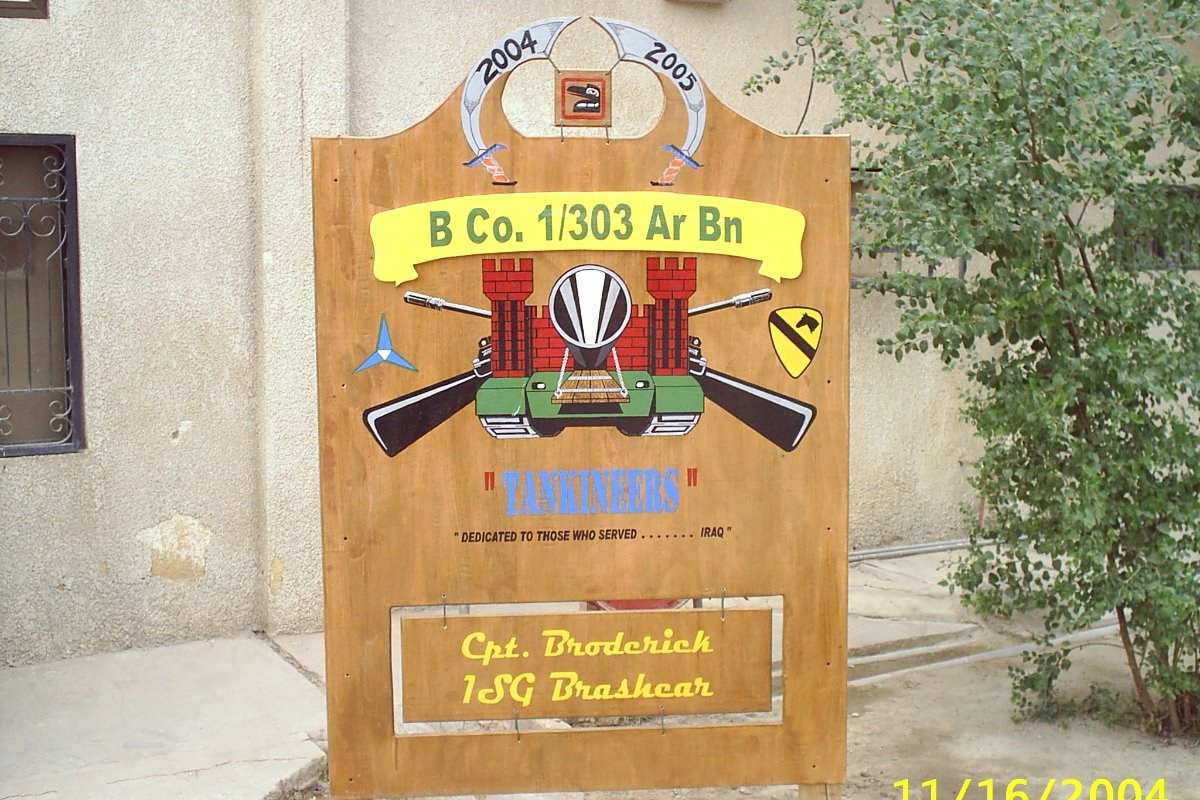 2004 2005
B Co. 1/303 Ar Bn
"TANKINEERS"
"DEDICATED TO THOSE WHO SERVED ....... IRAQ"
Cpt. Broderick
1SG Brashear
11/16/2004